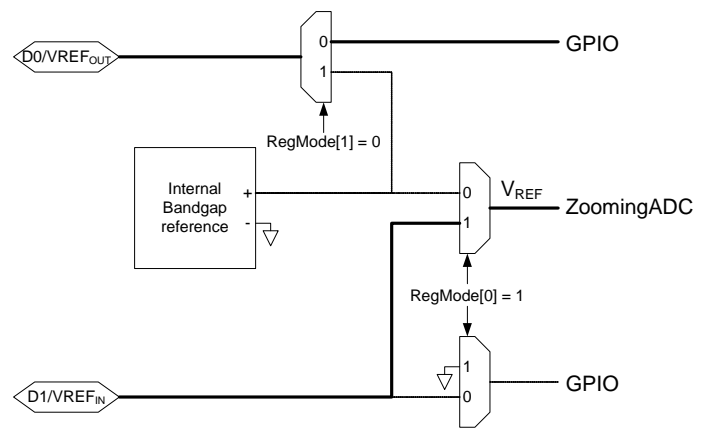 0
GPIO
D0/VREFOUT
1
RegMode[1] = 0
Internal
Bandgap
reference
+
-
0
VREF
ZoomingADC
1
RegMode[0] = 1
1
GPIO
D1/VREFIN
0